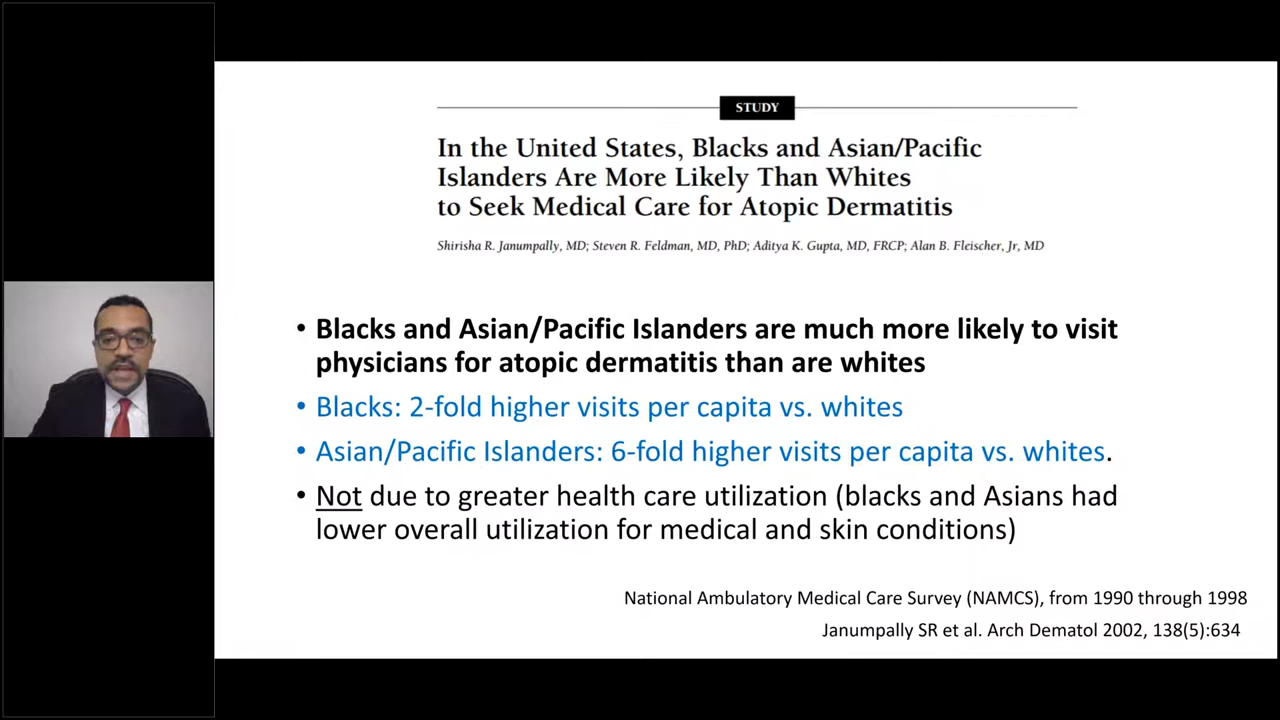 STUDY
In the United States, Blacks and Asian/Pacific
Islanders Are More Likely Than Whites
to Seek Medical Care for Atopic Dermatitis
Shirisha R. Janumpally, MD; Steven R. Feldman, MD, PhD; Aditya K. Gupta, MD, FRCP; Alan B. Fleischer, Jr, MD
• Blacks and Asian/Pacific Islanders are much more likely to visit
physicians for atopic dermatitis than are whites
• Blacks: 2-fold higher visits per capita vs. whites
• Asian/Pacific Islanders: 6-fold higher visits per capita vs. whites.
• Not due to greater health care utilization (blacks and Asians had
lower overall utilization for medical and skin conditions)
National Ambulatory Medical Care Survey (NAMCS), from 1990 through 1998
Janumpally SR et al. Arch Dematol 2002, 138(5):634